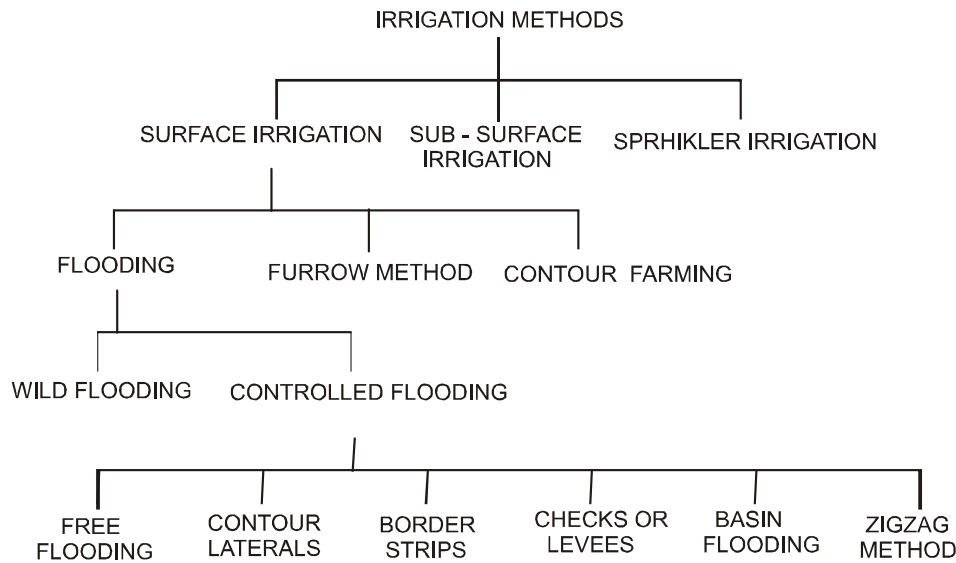 IRRIGATION METHODS
SURFACE IRRIGATION
SUB - SURFACE
IRRIGATION
SPRHIKLER IRRIGATION
FLOODING
FURROW METHOD
CONTOUR FARMING
WILD FLOODING
CONTROLLED FLOODING
FREE
FLOODING
CONTOUR
LATERALS
BORDER
STRIPS
CHECKS OR
LEVEES
BASIN
FLOODING
ZIGZAG
METHOD